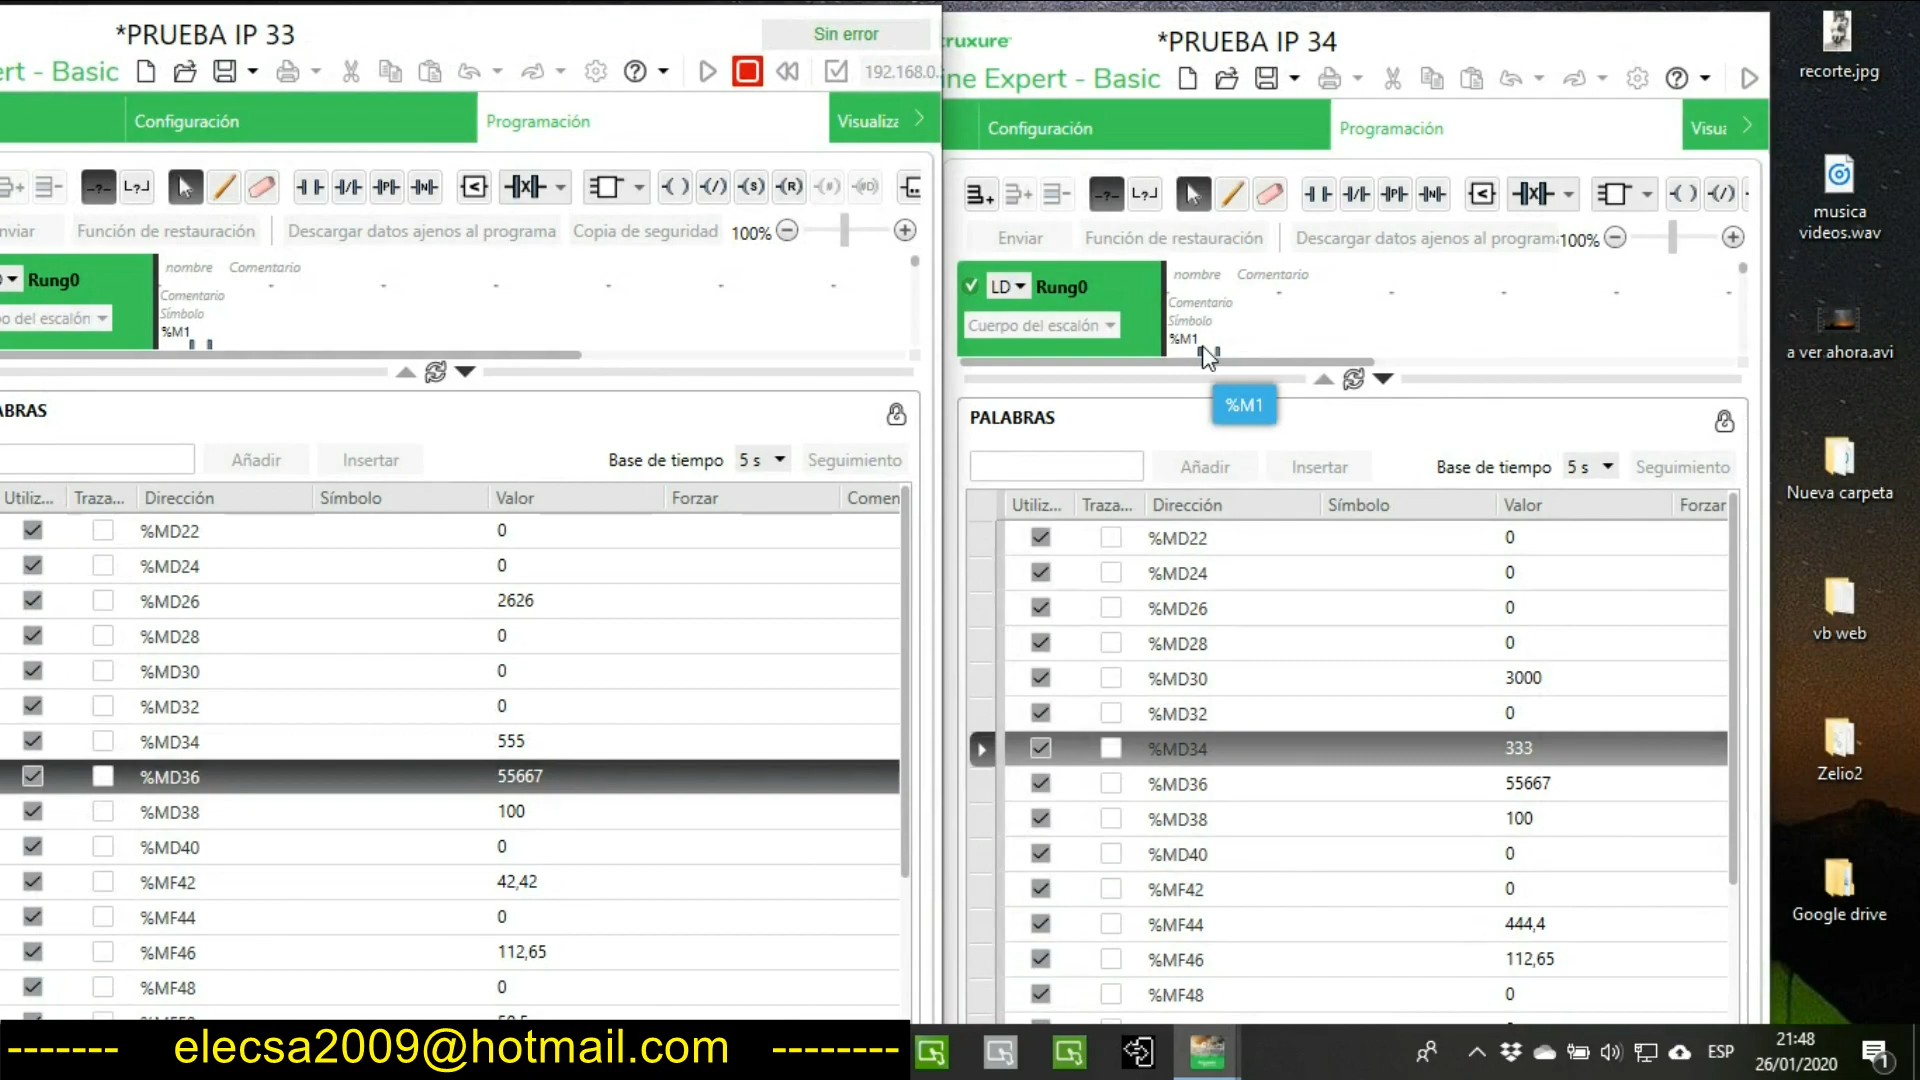 *PRUEBA IP 33
Sin error
ert - Basic
192.168.0.
Configuración
Programación
Visualiza
nviar
Función de restauración
Descargar datos ajenos al programa
Copia de seguridad
100%
Rung0
nombre
Comentario
Comentario
Símbolo
%M1
po del escalón
ABRAS
Añadir
Insertar
Base de tiempo
5 s
Seguimiento
Utiliz...
Traza...
Dirección
Símbolo
Valor
Forzar
Comen
%MD22 0
%MD24 0
%MD26 2626
%MD28 0
%MD30 0
%MD32 0
%MD34 555
%MD36 55667
%MD38 100
%MD40 0
%MF42 42,42
%MF44 0
%MF46 112,65
%MF48 0
------- elecsa2009@hotmail.com --------
*PRUEBA IP 34
truxure
ine Expert - Basic
Configuración
Programación
Visua
Enviar
Función de restauración
Descargar datos ajenos al programa
100%
LD
Rung0
nombre
Comentario
Comentario
Símbolo
%M1
Cuerpo del escalón
%M1
PALABRAS
Añadir
Insertar
Base de tiempo
5 s
Seguimiento
Utiliz...
Traza...
Dirección
Símbolo
Valor
Forzar
%MD22 0
%MD24 0
%MD26 0
%MD28 0
%MD30 3000
%MD32 0
%MD34 333
%MD36 55667
%MD38 100
%MD40 0
%MF42 0
%MF44 444,4
%MF46 112,65
%MF48 0
recorte.jpg
musica
videos.wav
a ver ahora.avi
Nueva carpeta
vb web
Zelio2
Google drive
ESP
21:48
26/01/2020
1